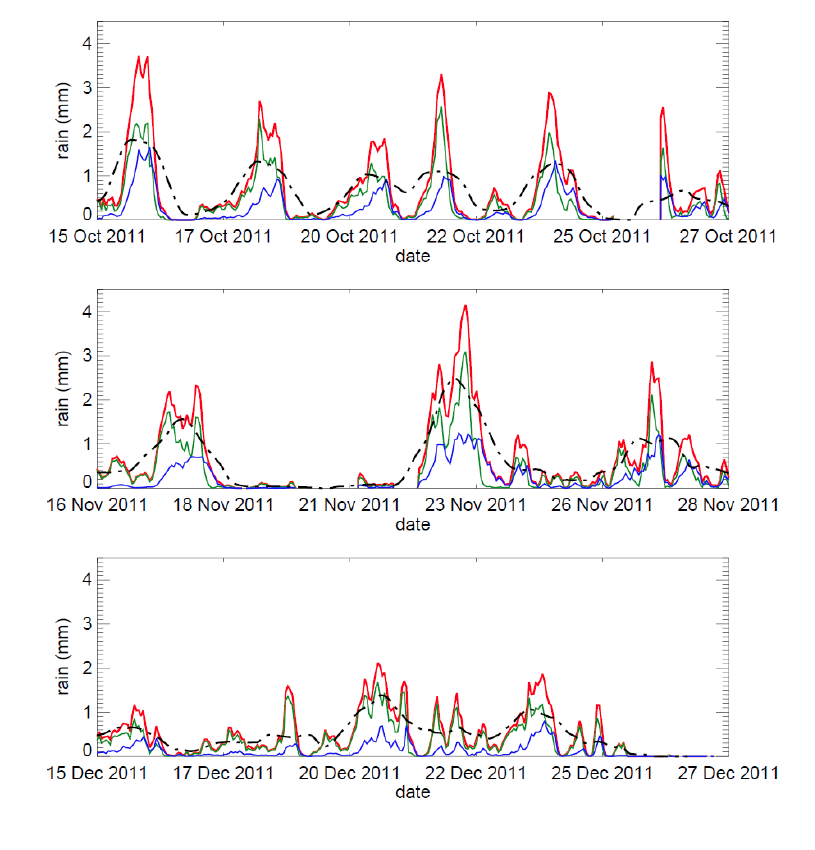 4
3
2
1
0
rain (mm)
15 Oct 2011 17 Oct 2011 20 Oct 2011 22 Oct 2011 25 Oct 2011 27 Oct 2011
date
4
3
2
1
0
rain (mm)
16 Nov 2011 18 Nov 2011 21 Nov 2011 23 Nov 2011 26 Nov 2011 28 Nov 2011
date
4
3
2
1
0
rain (mm)
15 Dec 2011 17 Dec 2011 20 Dec 2011 22 Dec 2011 25 Dec 2011 27 Dec 2011
date